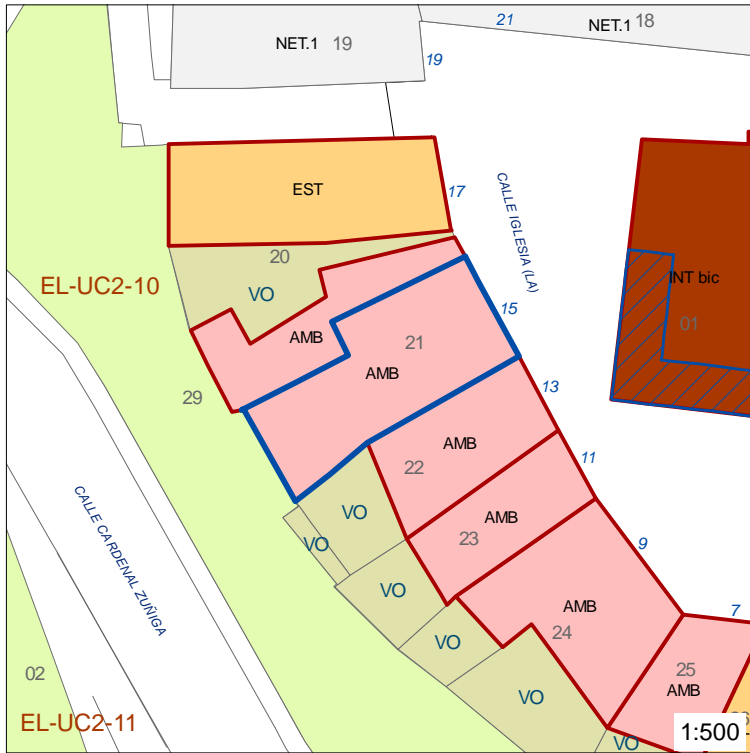 21
NET.1 18
NET.1 19
19
EST
17
CALLE IGLESIA (LA)
20
INT bic
EL-UC2-10
VO
15
01
AMB
21
AMB
29
13
AMB
22
11
CALLE CARDENAL ZUÑIGA
VO
AMB
23
VO
9
VO
AMB
7
24
VO
02
25
AMB
VO
EL-UC2-11
1:500
VO